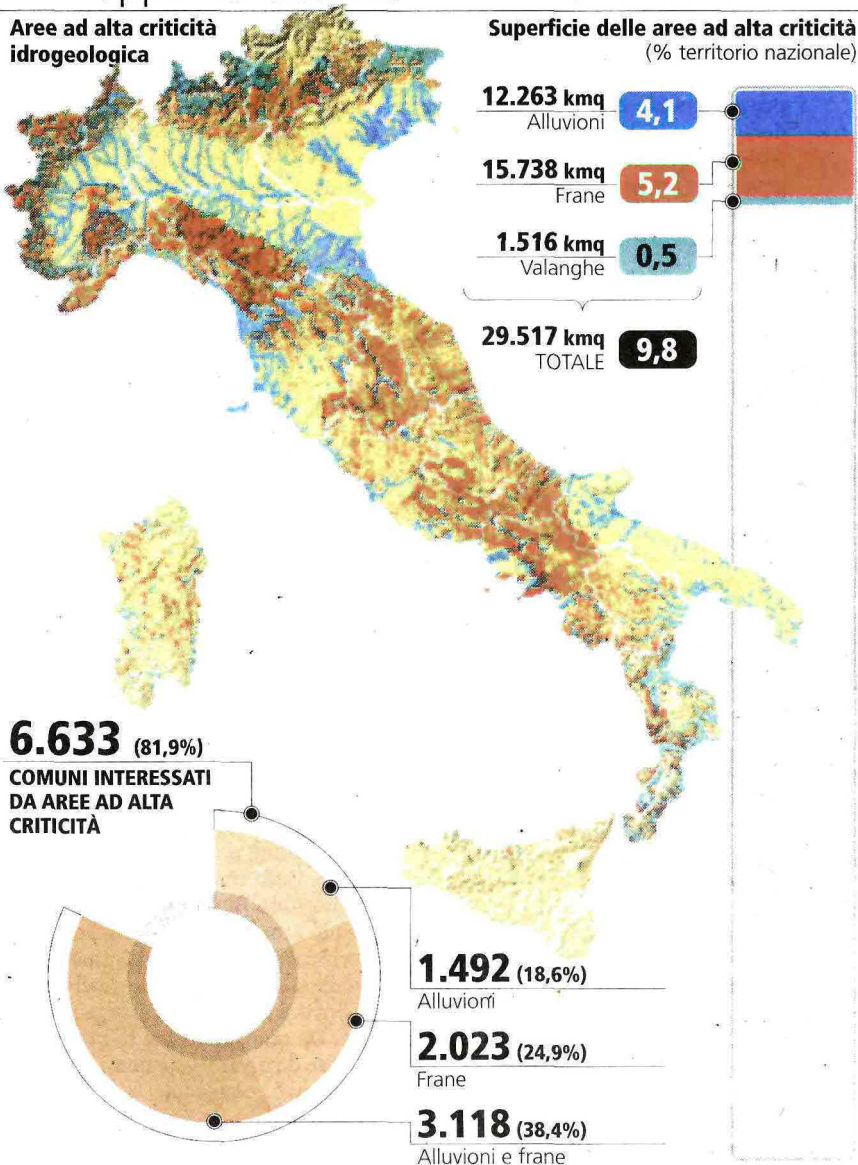 Aree ad alta criticità
idrogeologica
Superficie delle aree ad alta criticità
(% territorio nazionale)
12.263 kmq
Alluvioni
4,1
15.738 kmq
Frane
5,2
1.516 kmq
Valanghe
0,5
29.517 kmq
TOTALE
9,8
6.633 (81,9%)
COMUNI INTERESSATI
DA AREE AD ALTA
CRITICITÀ
1.492 (18,6%)
Alluvioni
2.023 (24,9%)
Frane
3.118 (38,4%)
Alluvioni e frane